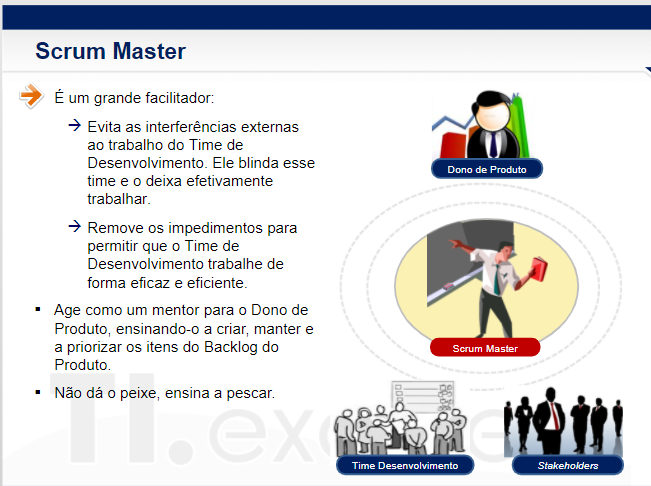 Scrum Master
É um grande facilitador:
Evita as interferências externas
ao trabalho do Time de
Desenvolvimento. Ele blinda esse
time e o deixa efetivamente
trabalhar.
Remove os impedimentos para
permitir que o Time de
Desenvolvimento trabalhe de
forma eficaz e eficiente.
Age como um mentor para o Dono de
Produto, ensinando-o a criar, manter e
a priorizar os itens do Backlog do
Produto.
Não dá o peixe, ensina a pescar.
Dono de Produto
Scrum Master
Time Desenvolvimento
Stakeholders